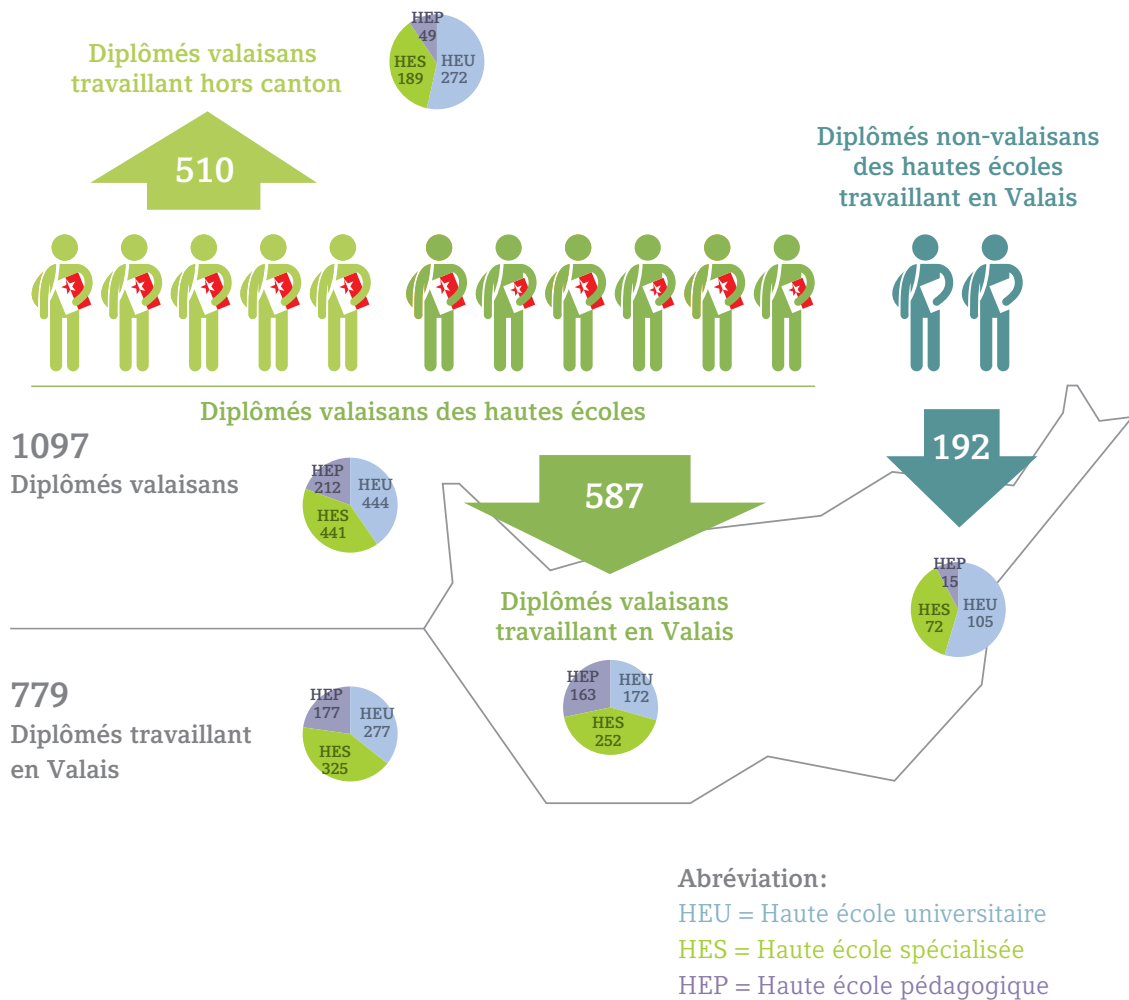 HEP
49
HES
189
HEU
272
Diplômés valaisans
travaillant hors canton
510
Diplômés non-valaisans
des hautes écoles
travaillant en Valais
Diplômés valaisans des hautes écoles
1097
Diplômés valaisans
HEP
212
HEU
444
HES
441
587
192
HEP
15
HES
72
HEU
105
Diplômés valaisans
travaillant en Valais
HEP
163
HEU
172
HES
252
779
Diplômés travaillant
en Valais
HEP
177
HEU
277
HES
325
Abréviation:
HEU = Haute école universitaire
HES = Haute école spécialisée
HEP = Haute école pédagogique